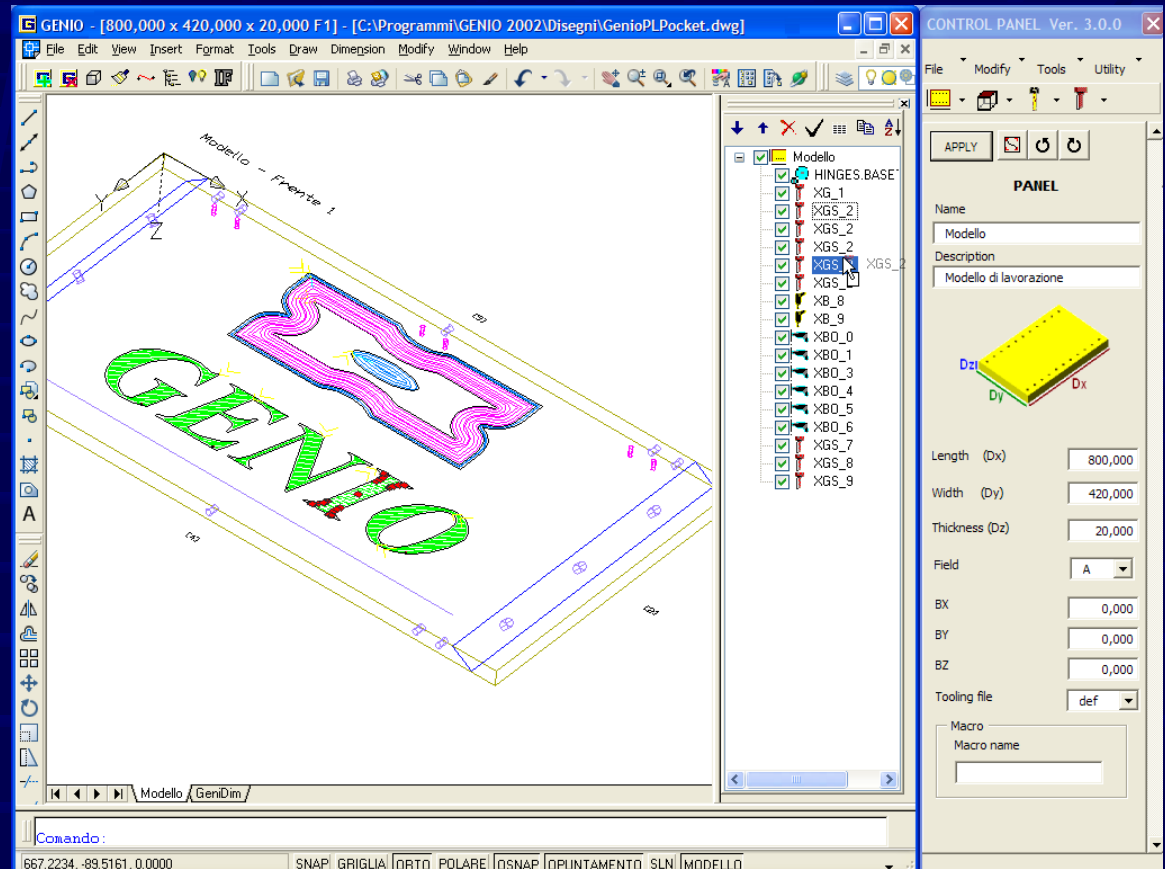 GENIO - [800,000 x 420,000 x 20,000 F1] - [C:\Programmi\GENIO 2002\Disegni\GenioPLPocket.dwg]
File Edit View Insert Format Tools Draw Dimension Modify Window Help
Modello - Frente 1
X
Y
Z
GENIO
Modello
HINGES.BASE
XG_1
XGS_2
XGS_2
XGS_2
XGS_ XGS_2
XGS_
XB_8
XB_9
XBO_0
XBO_1
XBO_3
XBO_4
XBO_5
XBO_6
XGS_7
XGS_8
XGS_9
Modello GeniDim
Comando:
667.2234, -89.5161, 0.0000 SNAP GRIGLIA ORTO POLARE OSNAP OPUNTAMENTO SLN MODELLO
CONTROL PANEL Ver. 3.0.0
File Modify Tools Utility
APPLY
PANEL
Name
Modello
Description
Modello di lavorazione
Dzı
Dy
Dx
Length (Dx) 800,000
Width (Dy) 420,000
Thickness (Dz) 20,000
Field A
BX 0,000
BY 0,000
BZ 0,000
Tooling file def
Macro
Macro name